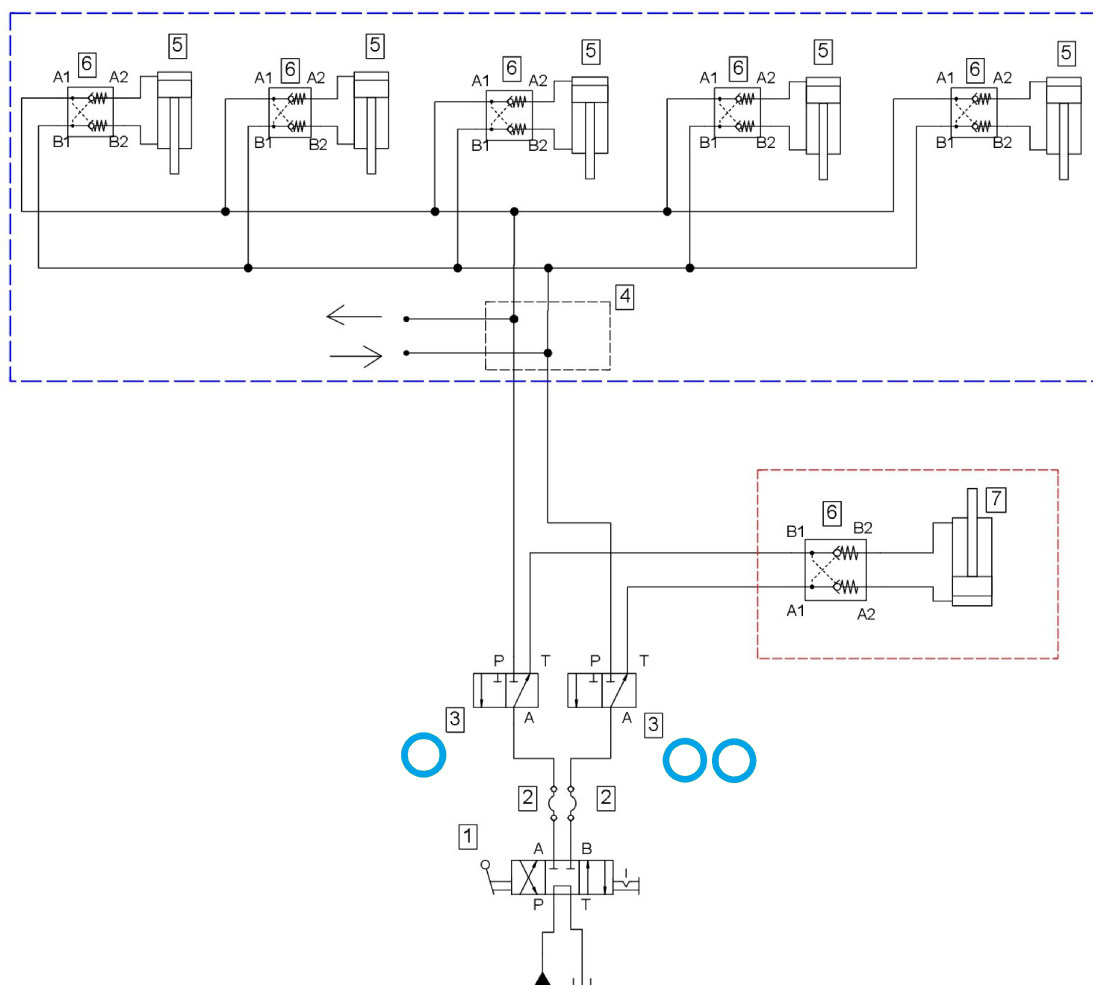 5 5 5 5 5
6 6 6 6 6
A1 A2 A1 A2 A1 A2 A1 A2 A1 A2
B1 B2 B1 B2 B1 B2 B1 B2 B1 B2
4
7
6
B1 B2
A1 A2
P T P T
3 A A 3
2 2
1
A B
P T